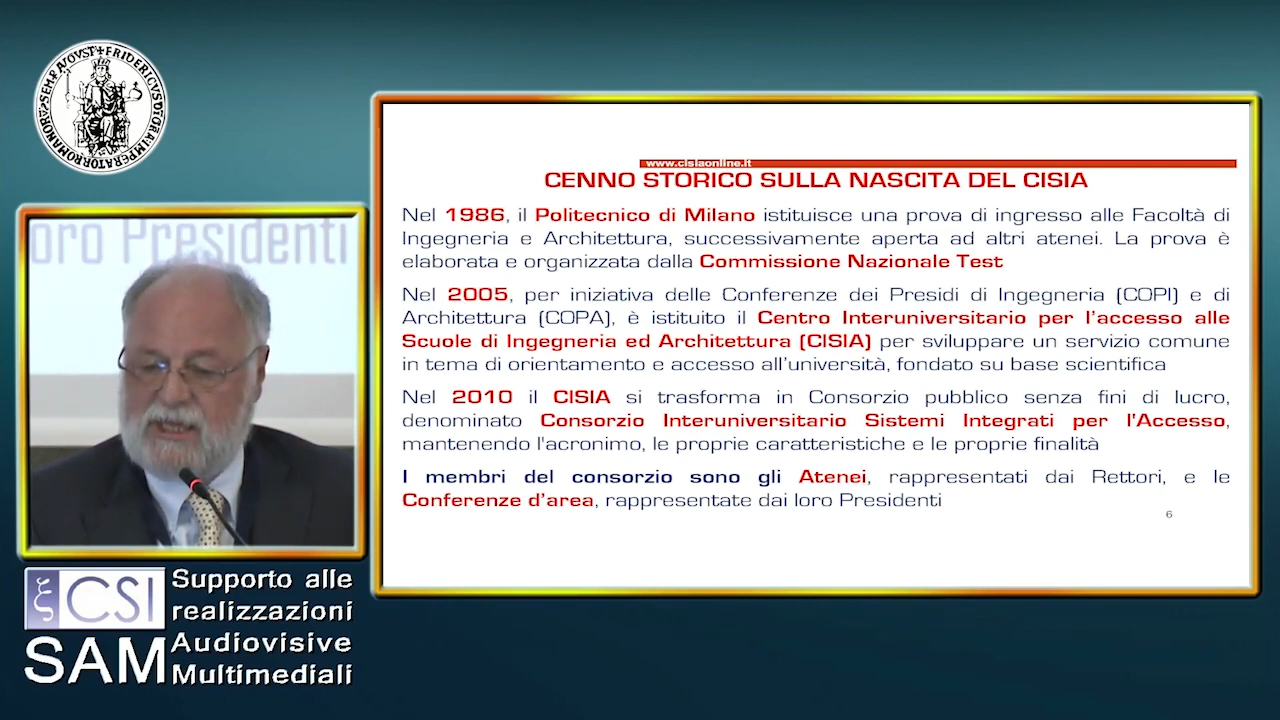 SEMP AVGVST FRIDERICVS DEI GRA IMPERATOR ROMANOR
oro Presidenti
www.cisiaonline.it
CENNO STORICO SULLA NASCITA DEL CISIA
Nel 1986, il Politecnico di Milano istituisce una prova di ingresso alle Facoltà di
Ingegneria e Architettura, successivamente aperta ad altri atenei. La prova è
elaborata e organizzata dalla Commissione Nazionale Test
Nel 2005, per iniziativa delle Conferenze dei Presidi di Ingegneria (COPI) e di
Architettura (COPA), è istituito il Centro Interuniversitario per l’accesso alle
Scuole di Ingegneria ed Architettura (CISIA) per sviluppare un servizio comune
in tema di orientamento e accesso all’università, fondato su base scientifica
Nel 2010 il CISIA si trasforma in Consorzio pubblico senza fini di lucro,
denominato Consorzio Interuniversitario Sistemi Integrati per l'Accesso,
mantenendo l'acronimo, le proprie caratteristiche e le proprie finalità
I membri del consorzio sono gli Atenei, rappresentati dai Rettori, e le
Conferenze d’area, rappresentate dai loro Presidenti
6
CSI
SAM
Supporto alle
realizzazioni
Audiovisive
Multimediali